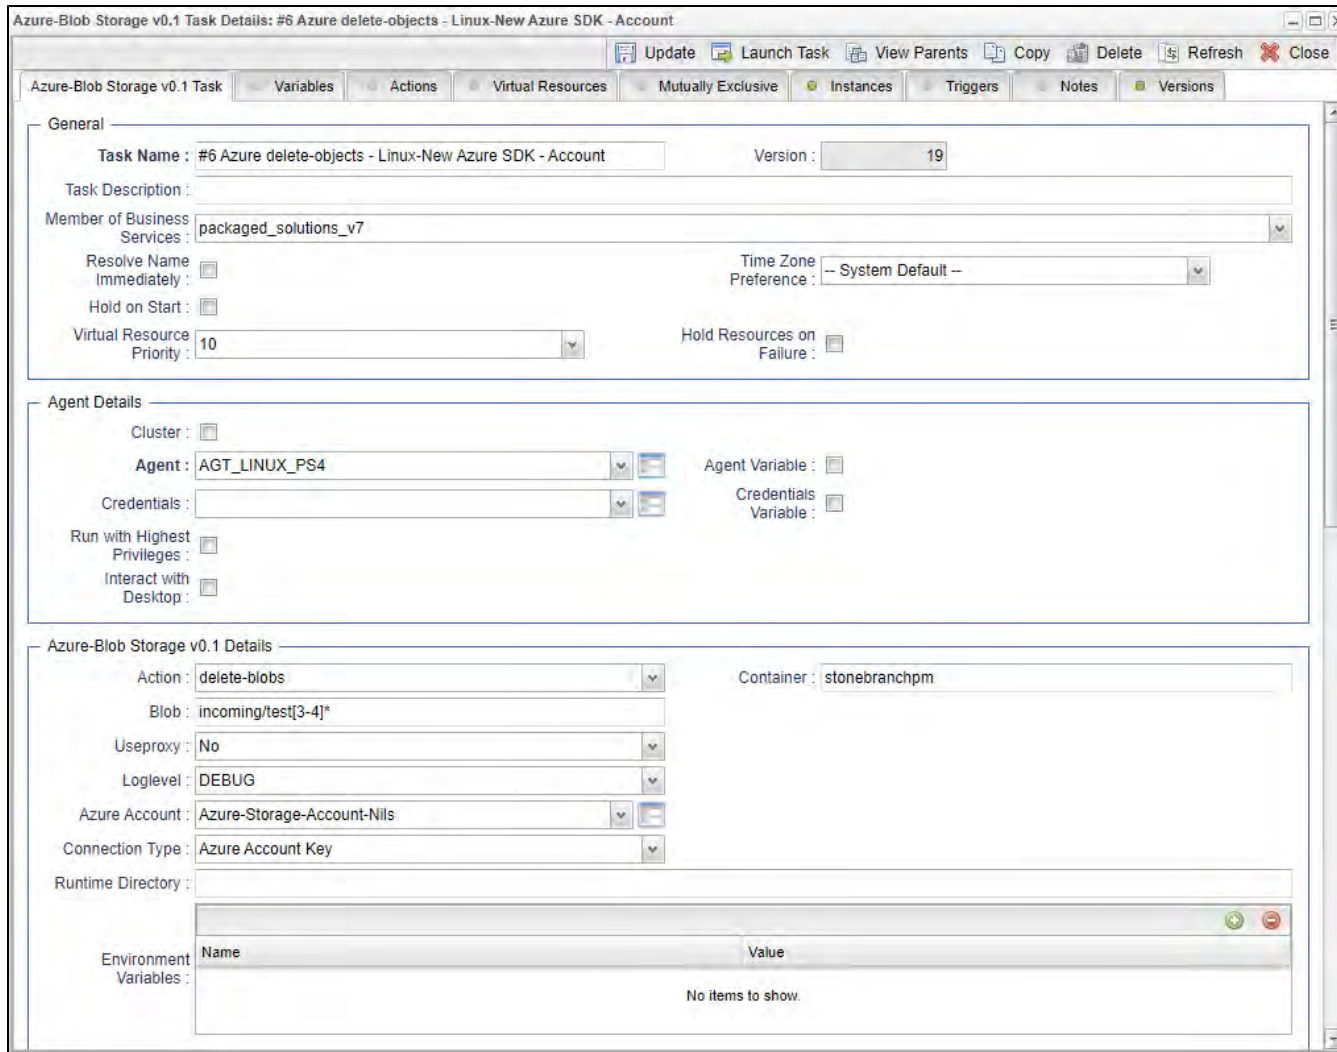 Azure-Blob Storage v0.1 Task Details: #6 Azure delete-objects - Linux-New Azure SDK - Account
Update Launch Task View Parents Copy Delete Refresh Close
Azure-Blob Storage v0.1 Task Variables Actions Virtual Resources Mutually Exclusive Instances Triggers Notes Versions
General
Task Name : #6 Azure delete-objects - Linux-New Azure SDK - Account Version : 19
Task Description :
Member of Business
Services : packaged_solutions_v7
Resolve Name
Immediately :
Time Zone
Preference : -- System Default --
Hold on Start :
Virtual Resource
Priority : 10
Hold Resources on
Failure :
Agent Details
Cluster :
Agent : AGT_LINUX_PS4 Agent Variable :
Credentials :
Credentials
Variable :
Run with Highest
Privileges :
Interact with
Desktop :
Azure-Blob Storage v0.1 Details
Action : delete-blobs Container : stonebranchpm
Blob : incoming/test[3-4]*
Useproxy : No
Loglevel : DEBUG
Azure Account : Azure-Storage-Account-Nils
Connection Type : Azure Account Key
Runtime Directory :
Environment
Variables :
Name Value
No items to show.